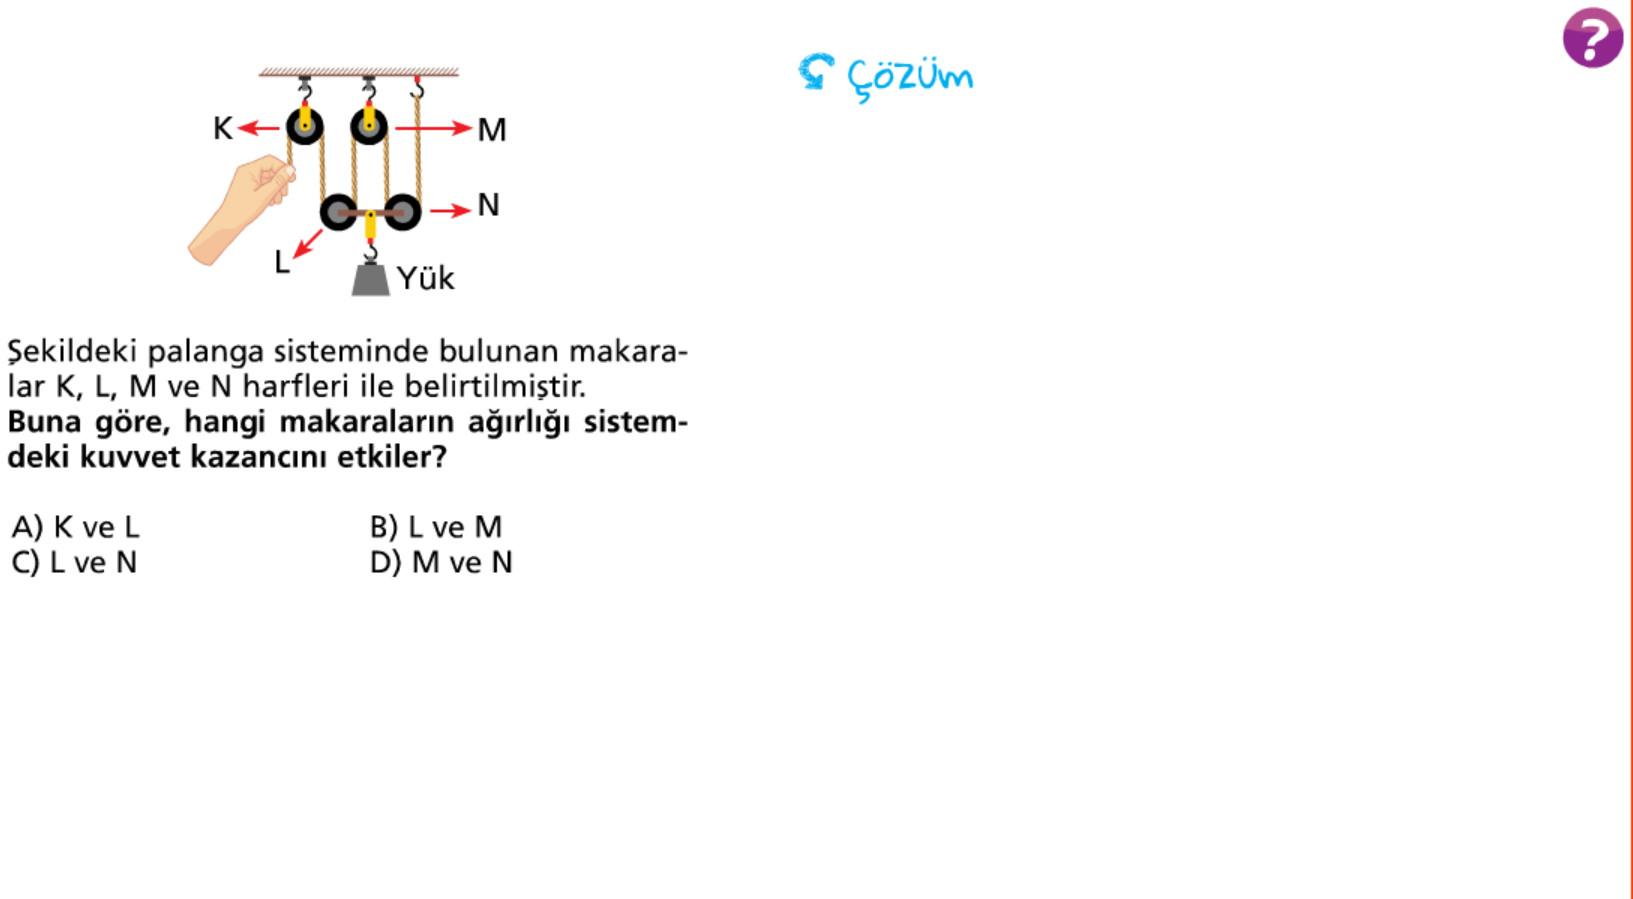 ?
Çözüm
K
M
N
L
Yük
Şekildeki palanga sisteminde bulunan makara-
lar K, L, M ve N harfleri ile belirtilmiştir.
Buna göre, hangi makaraların ağırlığı sistem-
deki kuvvet kazancını etkiler?
A) K ve L
B) L ve M
C) L ve N
D) M ve N